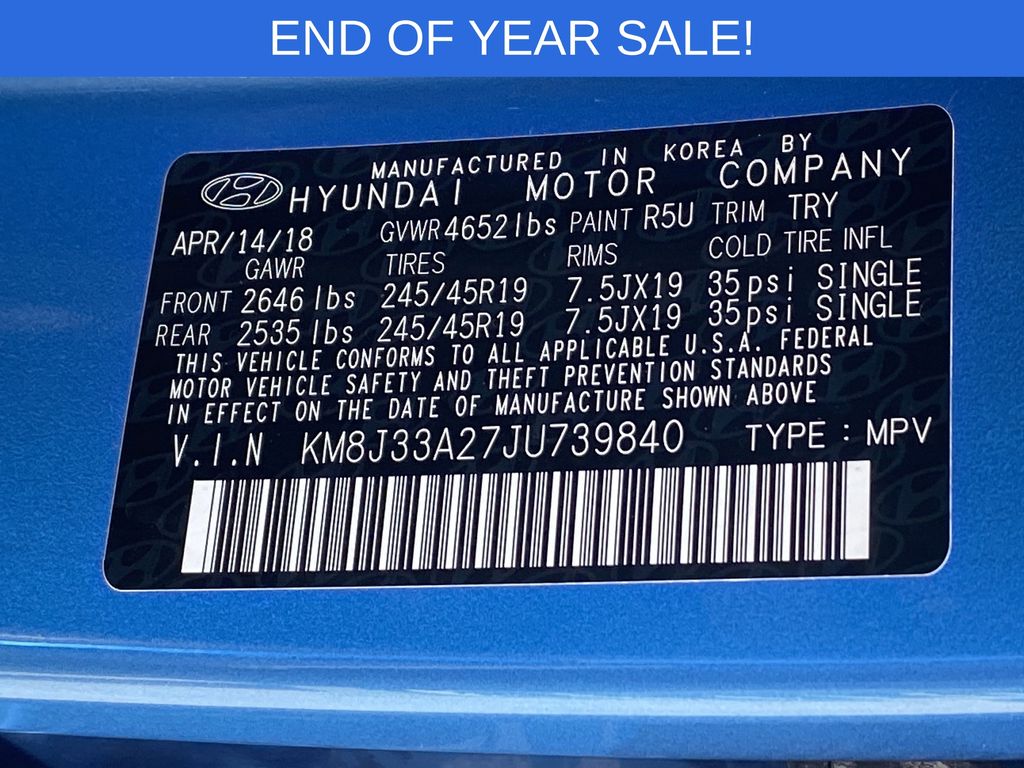 END OF YEAR SALE!
MANUFACTURED IN KOREA BY
HYUNDAI MOTOR COMPANY
APR/14/18 GVWR 4652 lbs PAINT R5U TRIM TRY
GAWR TIRES RIMS COLD TIRE INFL
FRONT 2646 lbs 245/45R19 7.5JX19 35psi SINGLE
REAR 2535 lbs 245/45R19 7.5JX19 35psi SINGLE
THIS VEHICLE CONFORMS TO ALL APPLICABLE U.S.A. FEDERAL
MOTOR VEHICLE SAFETY AND THEFT PREVENTION STANDARDS
IN EFFECT ON THE DATE OF MANUFACTURE SHOWN ABOVE
V.I.N KM8J33A27JU739840 TYPE : MPV